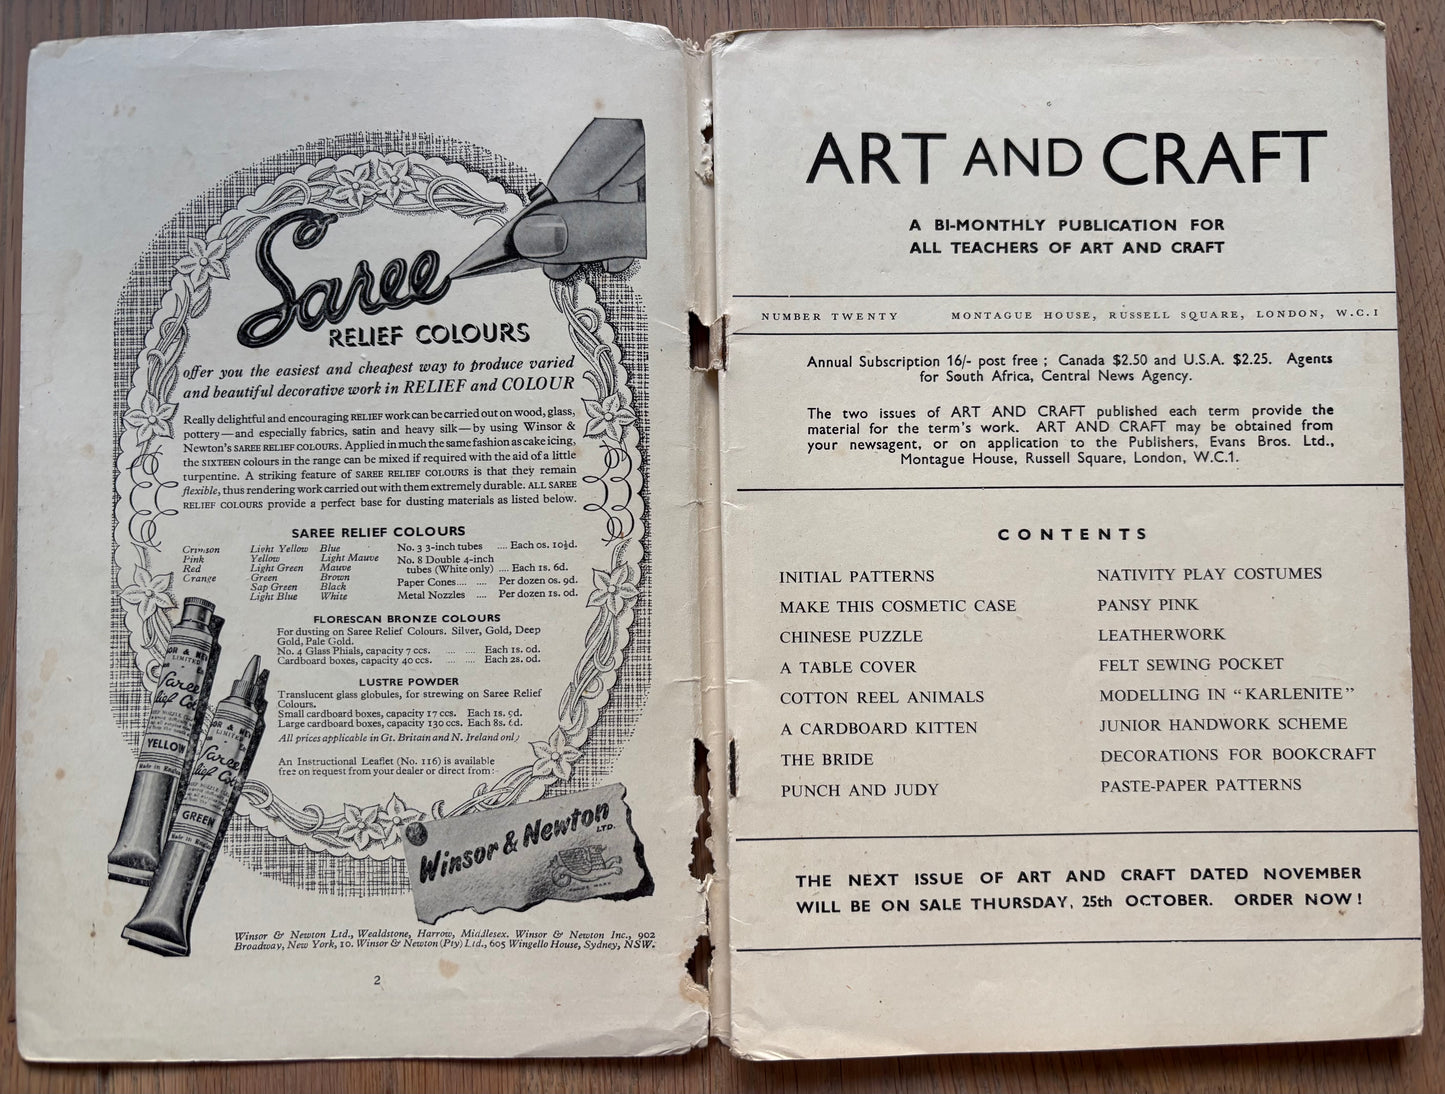 Saree
RELIEF COLOURS
offer you the easiest and cheapest way to produce varied
and beautiful decorative work in RELIEF and COLOUR
Really delightful and encouraging RELIEF work can be carried out on wood, glass,
pottery—and especially fabrics, satin and heavy silk—by using Winsor &
Newton's SAREE RELIEF COLOURS. Applied in much the same fashion as cake icing,
the SIXTEEN colours in the range can be mixed if required with the aid of a little
turpentine. A striking feature of SAREE RELIEF COLOURS is that they remain
flexible, thus rendering work carried out with them extremely durable. ALL SAREE
RELIEF COLOURS provide a perfect base for dusting materials as listed below.
SAREE RELIEF COLOURS
Crimson Light Yellow Blue No. 3 3-inch tubes .... Each 0s. 10½d.
Pink Yellow Light Mauve No. 8 Double 4-inch
Red Light Green Mauve tubes (White only) .... Each 1s. 6d.
Orange Green Brown Paper Cones.... .... Per dozen 0s. 9d.
Sap Green Black Metal Nozzles .... Per dozen 1s. 0d.
Light Blue White
FLORESCAN BRONZE COLOURS
For dusting on Saree Relief Colours. Silver, Gold, Deep
Gold, Pale Gold.
No. 4 Glass Phials, capacity 7 ccs. .... .... Each 1s. 0d.
Cardboard boxes, capacity 40 ccs. .... Each 2s. 0d.
LUSTRE POWDER
Translucent glass globules, for strewing on Saree Relief
Colours.
Small cardboard boxes, capacity 17 ccs. Each 1s. 9d.
Large cardboard boxes, capacity 130 ccs. Each 8s. 6d.
All prices applicable in Gt. Britain and N. Ireland only
An Instructional Leaflet (No. 116) is available
free on request from your dealer or direct from:-
LIMITED
Saree
YELLOW
Made in England
LIMITED
Saree
GREEN
Made in
Winsor & Newton
LTD.
Winsor & Newton Ltd., Wealdstone, Harrow, Middlesex. Winsor & Newton Inc., 902
Broadway, New York, 10. Winsor & Newton (Pty) Ltd., 605 Wingello House, Sydney, NSW.
2
ART AND CRAFT
A BI-MONTHLY PUBLICATION FOR
ALL TEACHERS OF ART AND CRAFT
NUMBER TWENTY MONTAGUE HOUSE, RUSSELL SQUARE, LONDON, W.C.1
Annual Subscription 16/- post free ; Canada $2.50 and U.S.A. $2.25. Agents
for South Africa, Central News Agency.
The two issues of ART AND CRAFT published each term provide the
material for the term's work. ART AND CRAFT may be obtained from
your newsagent, or on application to the Publishers, Evans Bros. Ltd.,
Montague House, Russell Square, London, W.C.1.
CONTENTS
INITIAL PATTERNS
MAKE THIS COSMETIC CASE
CHINESE PUZZLE
A TABLE COVER
COTTON REEL ANIMALS
A CARDBOARD KITTEN
THE BRIDE
PUNCH AND JUDY
NATIVITY PLAY COSTUMES
PANSY PINK
LEATHERWORK
FELT SEWING POCKET
MODELLING IN "KARLENITE"
JUNIOR HANDWORK SCHEME
DECORATIONS FOR BOOKCRAFT
PASTE-PAPER PATTERNS
THE NEXT ISSUE OF ART AND CRAFT DATED NOVEMBER
WILL BE ON SALE THURSDAY, 25th OCTOBER. ORDER NOW!